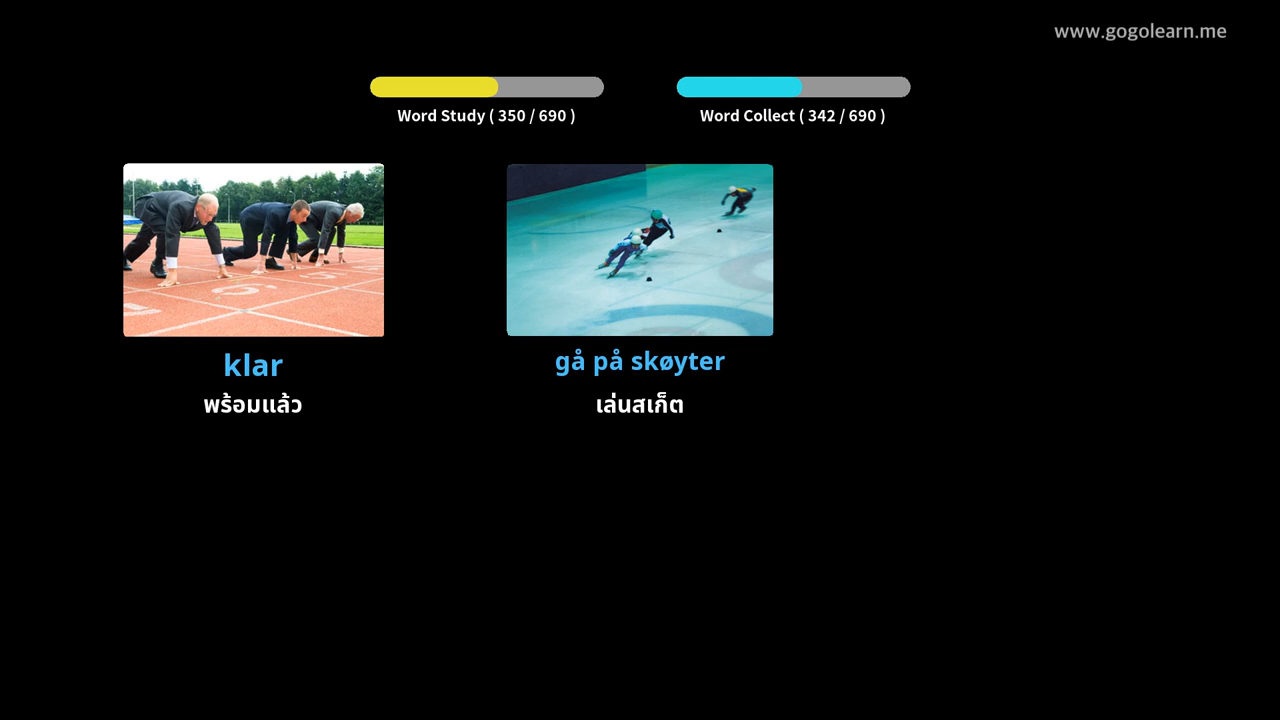 www.gogolearn.me
Word Study ( 350 / 690 )
Word Collect ( 342 / 690 )
klar
พร้อมแล้ว
gå på skøyter
เล่นสเก็ต